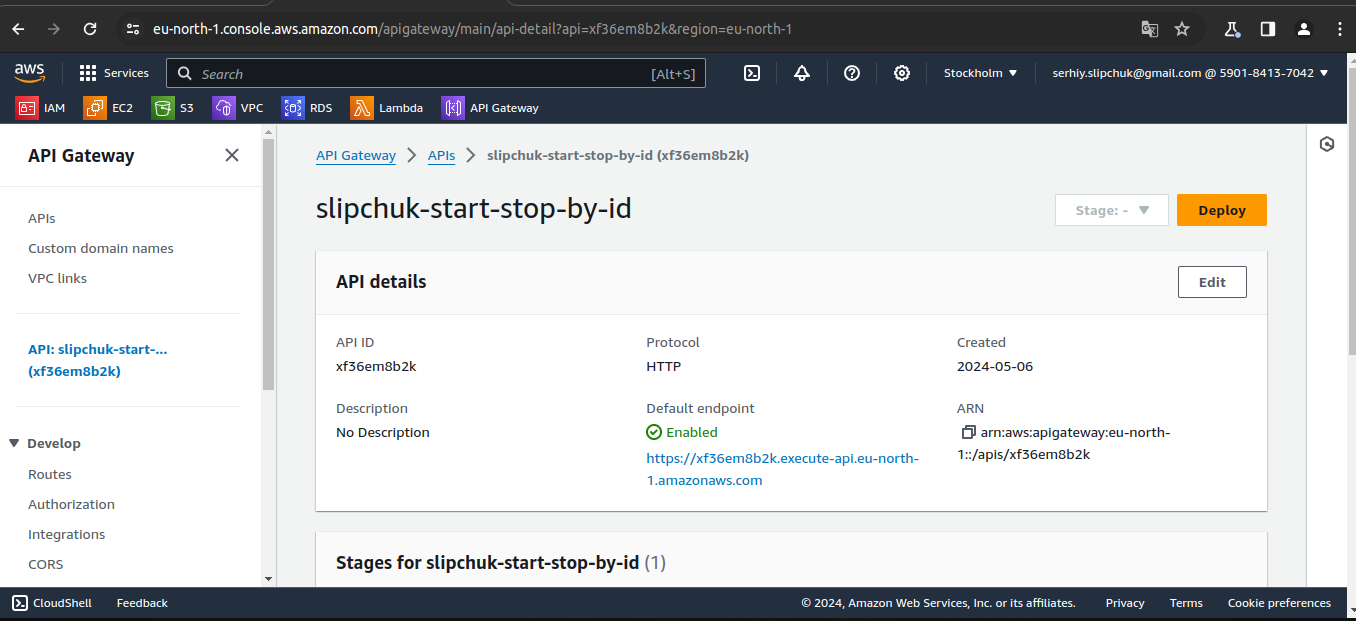 eu-north-1.console.aws.amazon.com/apigateway/main/api-detail?api=xf36em8b2k&region=eu-north-1
aws Services Search [Alt+S] Stockholm serhiy.slipchuk@gmail.com @ 5901-8413-7042
IAM EC2 S3 VPC RDS Lambda API Gateway
API Gateway
APIs
Custom domain names
VPC links
API: slipchuk-start-...
(xf36em8b2k)
Develop
Routes
Authorization
Integrations
CORS
API Gateway > APIs > slipchuk-start-stop-by-id (xf36em8b2k)
slipchuk-start-stop-by-id
Stage: -
Deploy
API details
Edit
API ID
xf36em8b2k
Protocol
HTTP
Created
2024-05-06
Description
No Description
Default endpoint
Enabled
https://xf36em8b2k.execute-api.eu-north-
1.amazonaws.com
ARN
arn:aws:apigateway:eu-north-
1::/apis/xf36em8b2k
Stages for slipchuk-start-stop-by-id (1)
CloudShell Feedback © 2024, Amazon Web Services, Inc. or its affiliates. Privacy Terms Cookie preferences